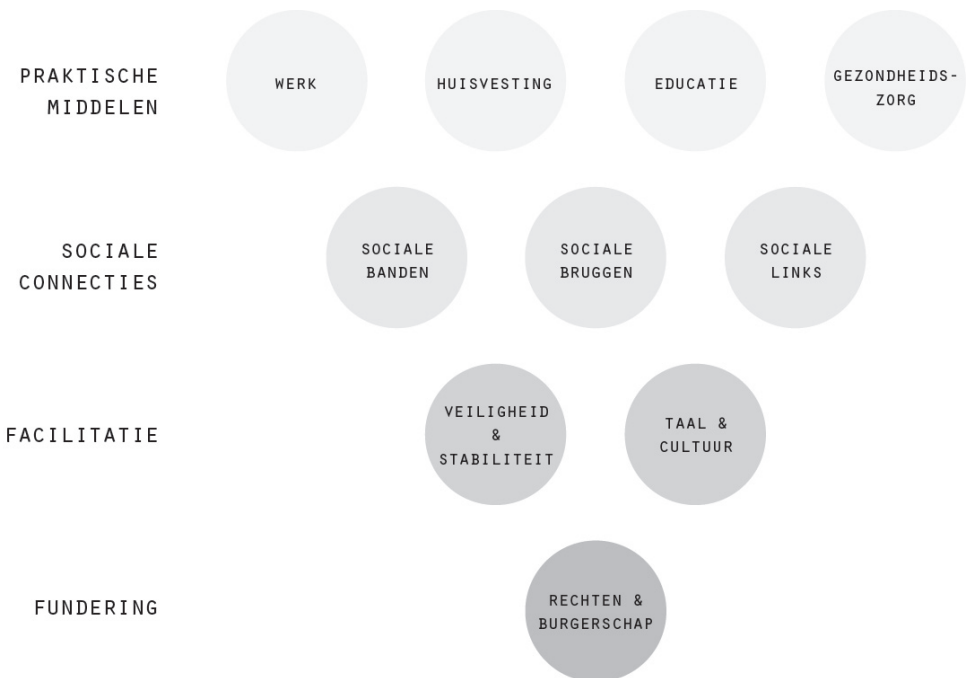 PRAKTISCHE
MIDDELEN
WERK
HUISVESTING
EDUCATIE
GEZONDHEIDS-
ZORG
SOCIALE
CONNECTIES
SOCIALE
BANDEN
SOCIALE
BRUGGEN
SOCIALE
LINKS
FACILITATIE
VEILIGHEID
&
STABILITEIT
TAAL &
CULTUUR
FUNDERING
RECHTEN &
BURGERSCHAP